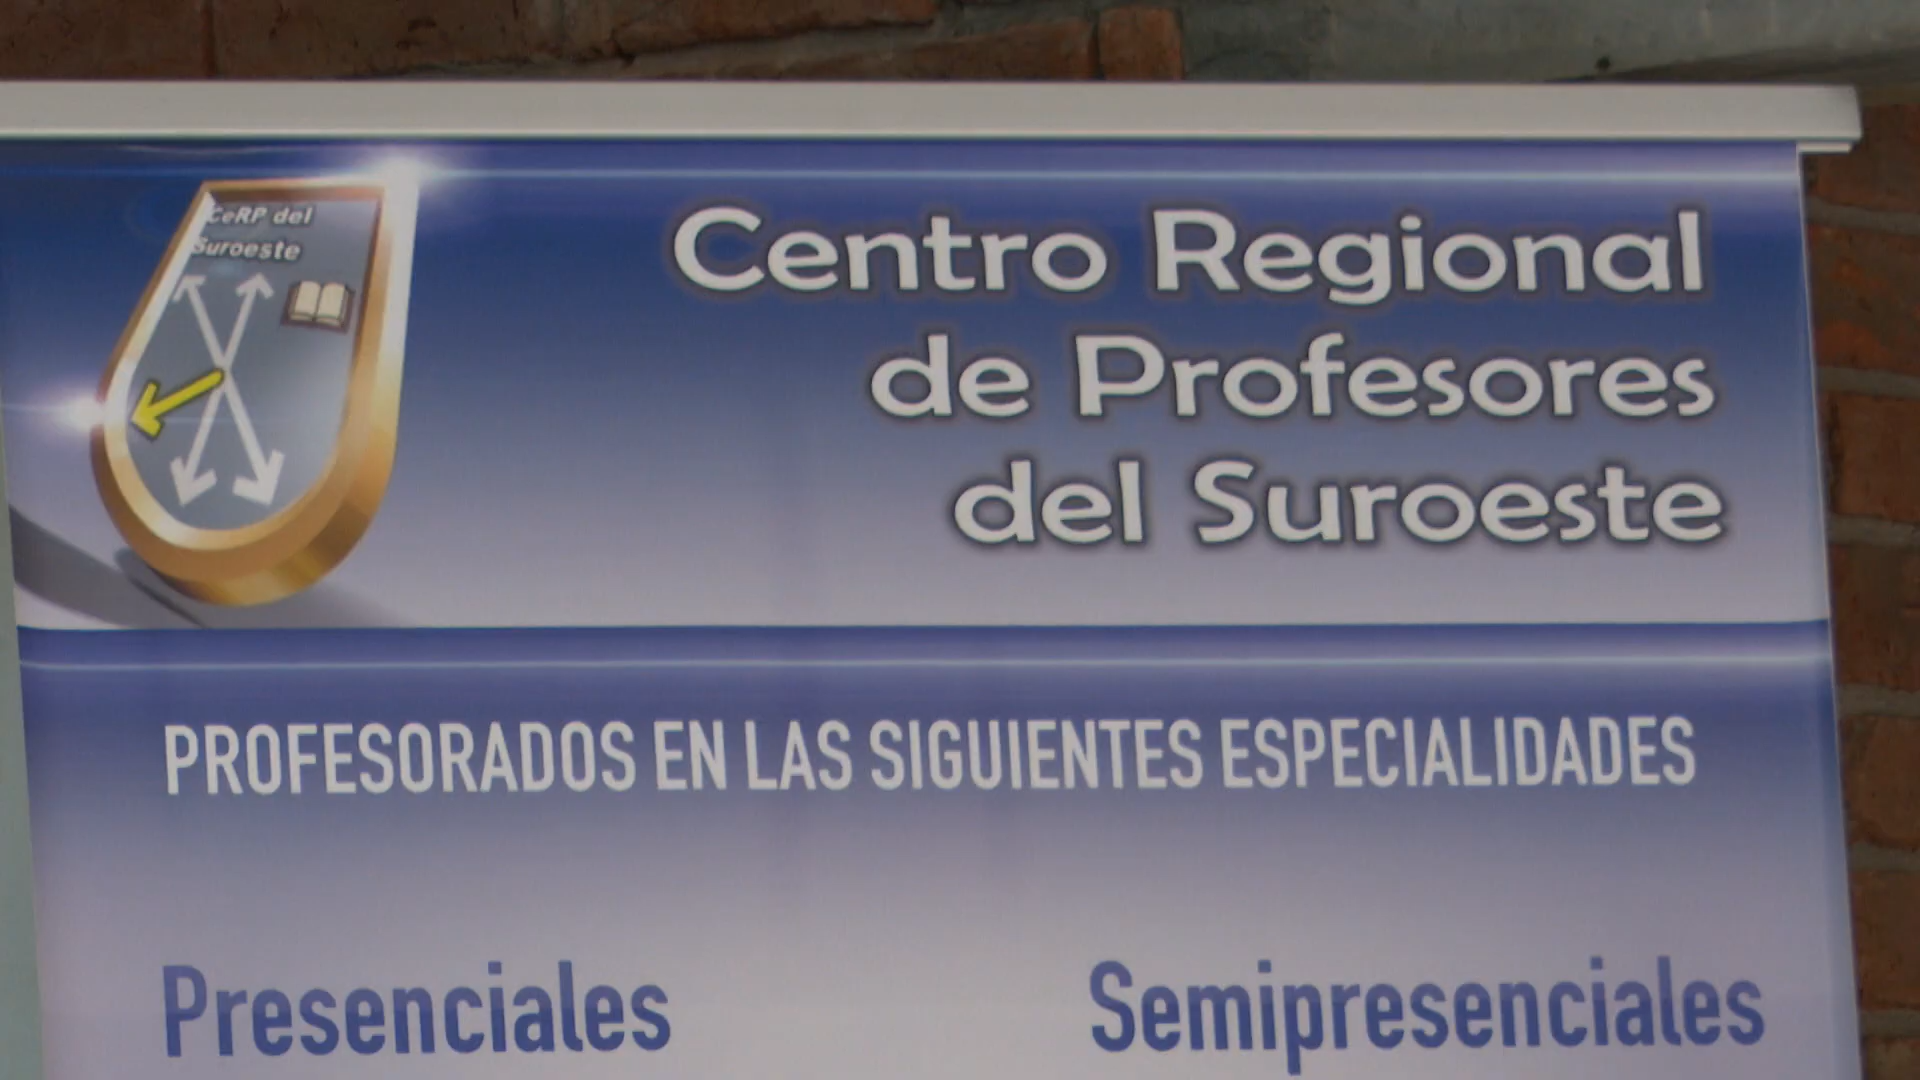 CeRP del
Suroeste
Centro Regional
de Profesores
del Suroeste
PROFESORADOS EN LAS SIGUIENTES ESPECIALIDADES
Presenciales
Semipresenciales